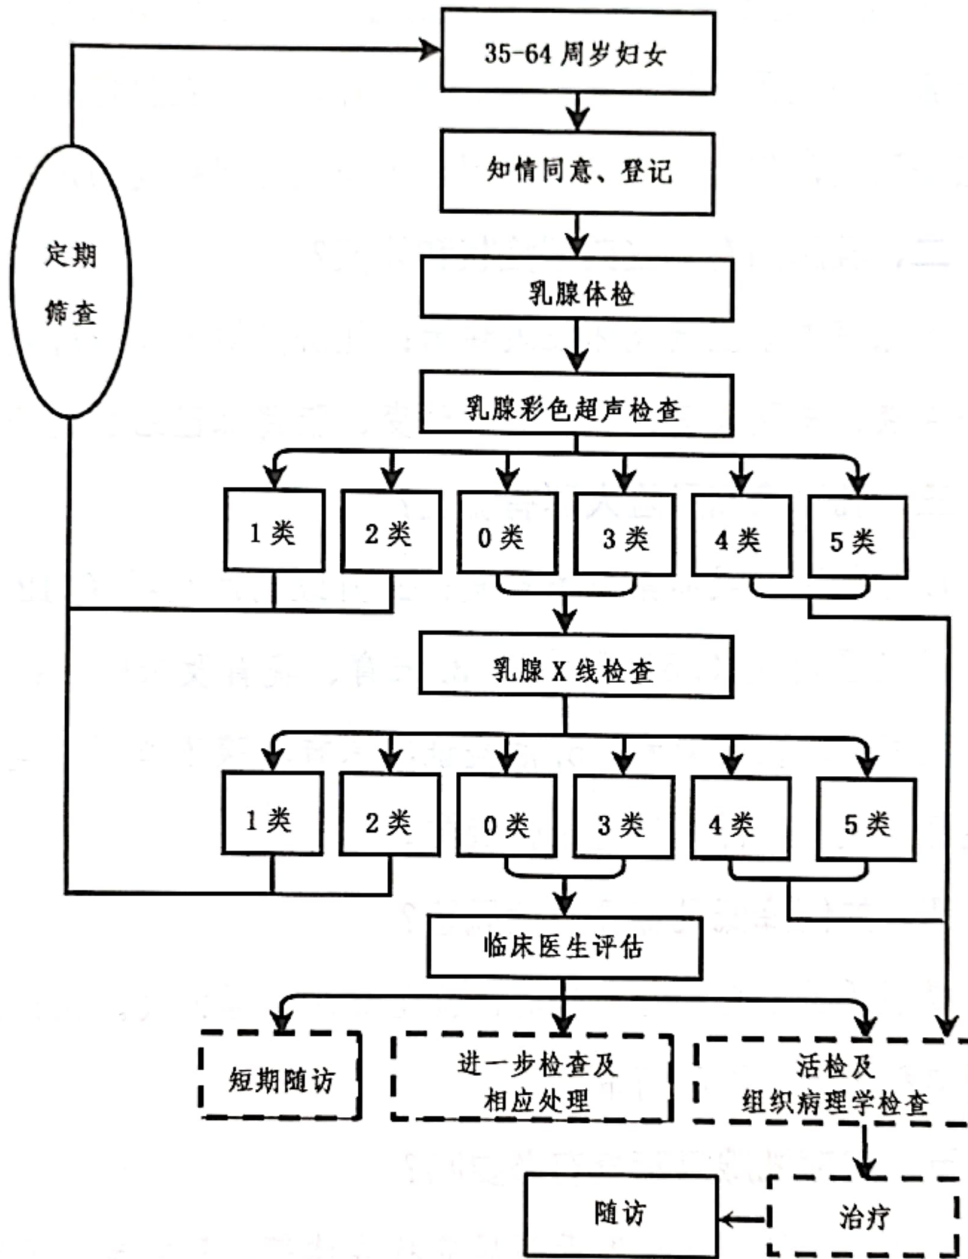 35-64 周岁妇女
知情同意、登记
定期
筛查
乳腺体检
乳腺彩色超声检查
1 类
2 类
0 类
3 类
4 类
5 类
乳腺 X 线检查
1 类
2 类
0 类
3 类
4 类
5 类
临床医生评估
短期随访
进一步检查及
相应处理
活检及
组织病理学检查
随访
治疗